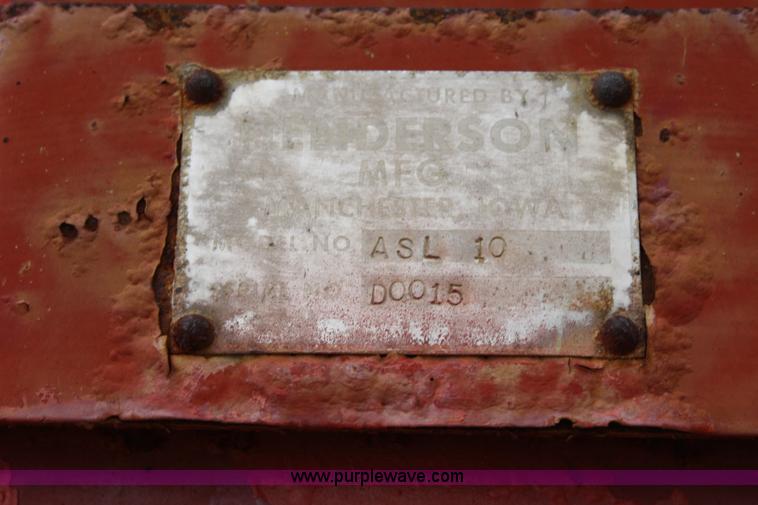 MANUFACTURED BY
HENDERSON
MFG
MANCHESTER, IOWA
MODEL NO. ASL 10
SERIAL NO. D0015
www.purplewave.com